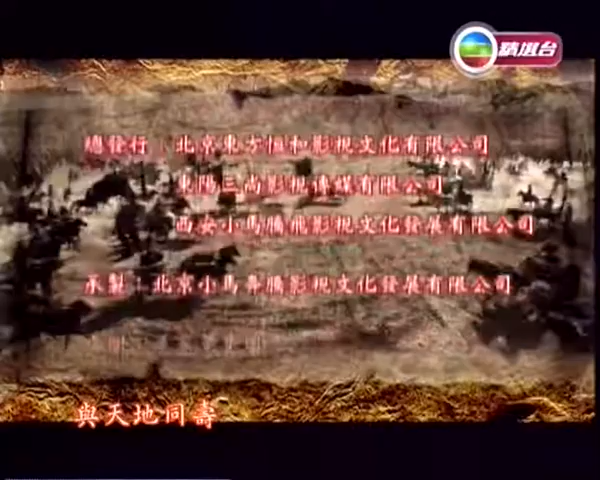 精選台
總發行：北京東方恒和影視文化有限公司
東陽三尚影視傳媒有限公司
西安小馬騰飛影視文化發展有限公司
承製：北京小馬奔騰影視文化發展有限公司
與天地同壽